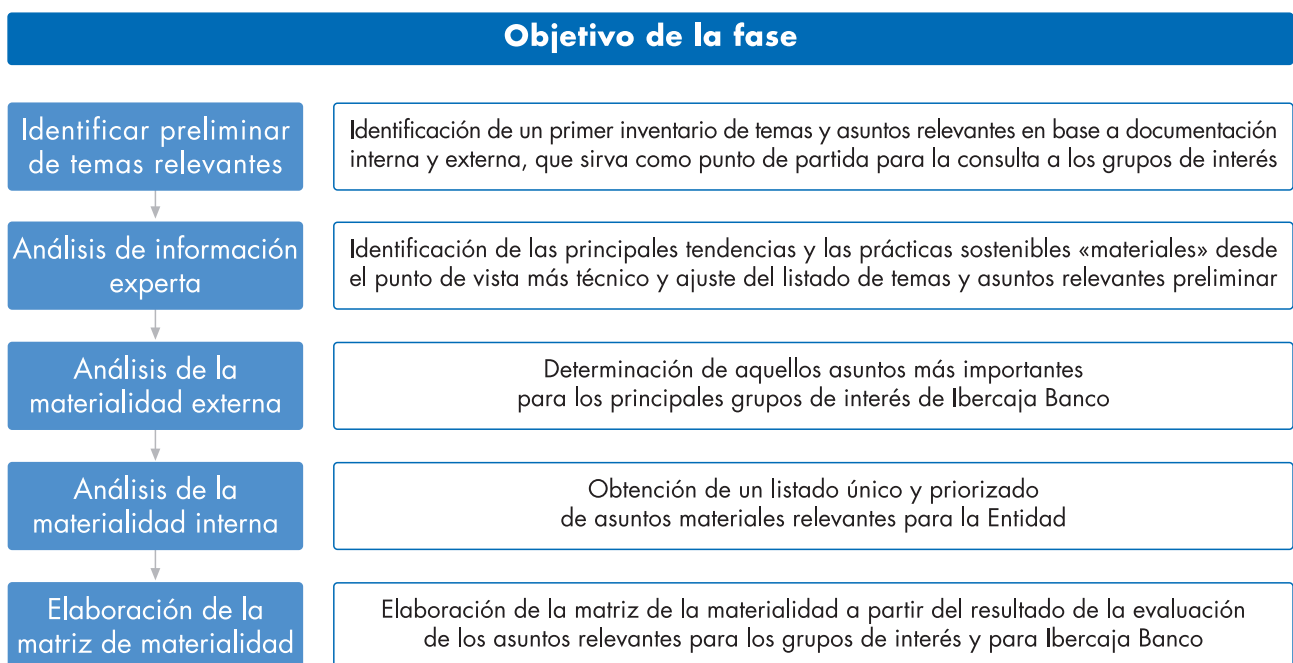 Objetivo de la fase
Identificar preliminar
de temas relevantes
Identificación de un primer inventario de temas y asuntos relevantes en base a documentación
interna y externa, que sirva como punto de partida para la consulta a los grupos de interés
Análisis de información
experta
Identificación de las principales tendencias y las prácticas sostenibles «materiales» desde
el punto de vista más técnico y ajuste del listado de temas y asuntos relevantes preliminar
Análisis de la
materialidad externa
Determinación de aquellos asuntos más importantes
para los principales grupos de interés de Ibercaja Banco
Análisis de la
materialidad interna
Obtención de un listado único y priorizado
de asuntos materiales relevantes para la Entidad
Elaboración de la
matriz de materialidad
Elaboración de la matriz de la materialidad a partir del resultado de la evaluación
de los asuntos relevantes para los grupos de interés y para Ibercaja Banco